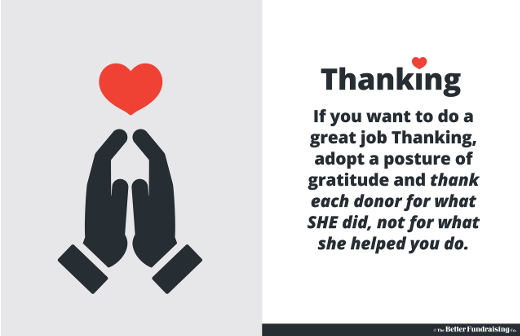 Thanking
If you want to do a
great job Thanking,
adopt a posture of
gratitude and thank
each donor for what
SHE did, not for what
she helped you do.
© The Better Fundraising Co.